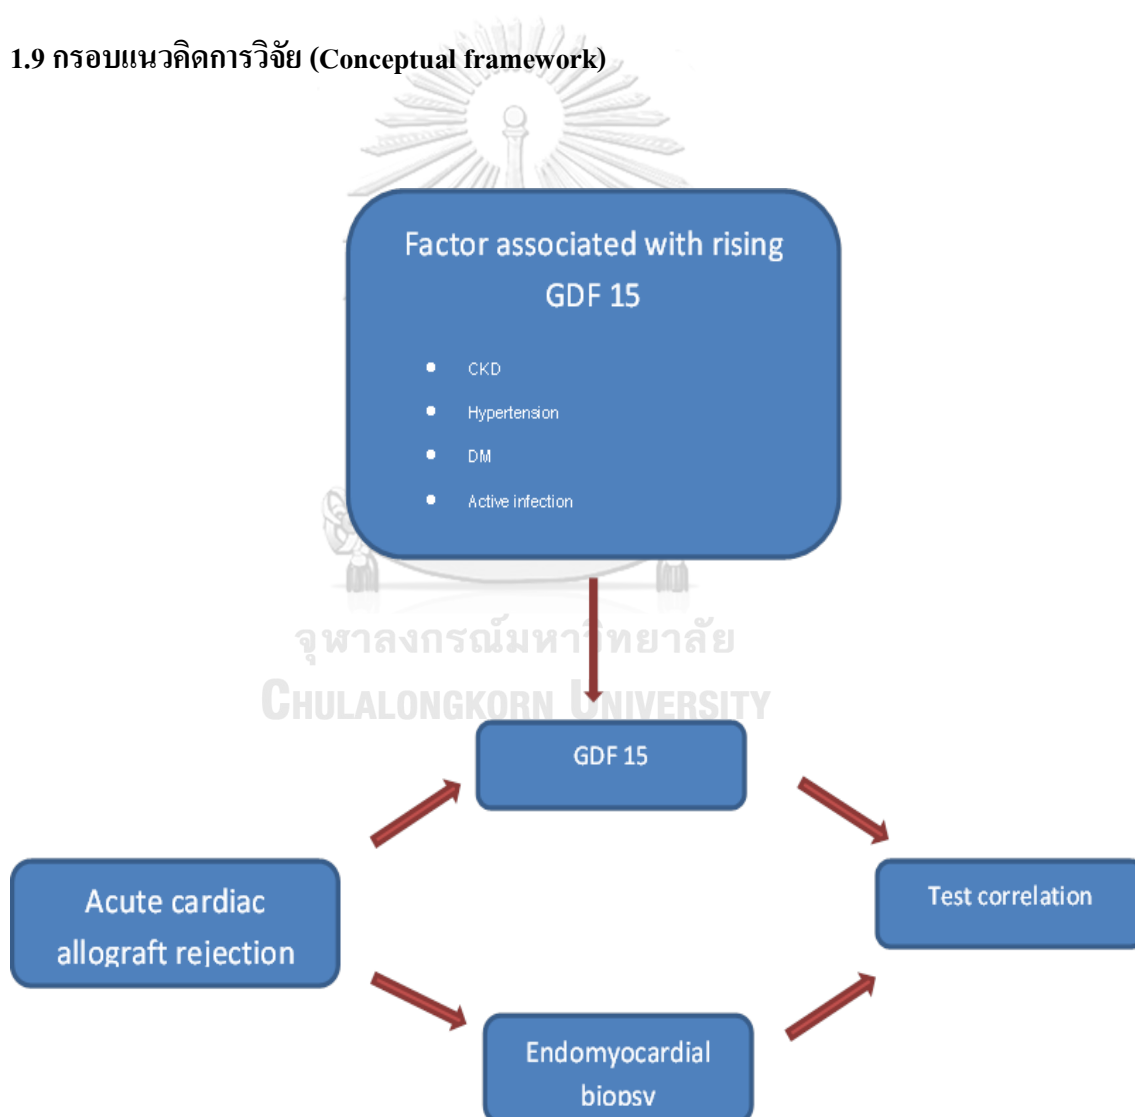 1.9 กรอบแนวคิดการวิจัย (Conceptual framework)
Factor associated with rising
GDF 15
• CKD
• Hypertension
• DM
• Active infection
จุฬาลงกรณ์มหาวิทยาลัย
CHULALONGKORN UNIVERSITY
GDF 15
Acute cardiac
allograft rejection
Test correlation
Endomyocardial
biopsy